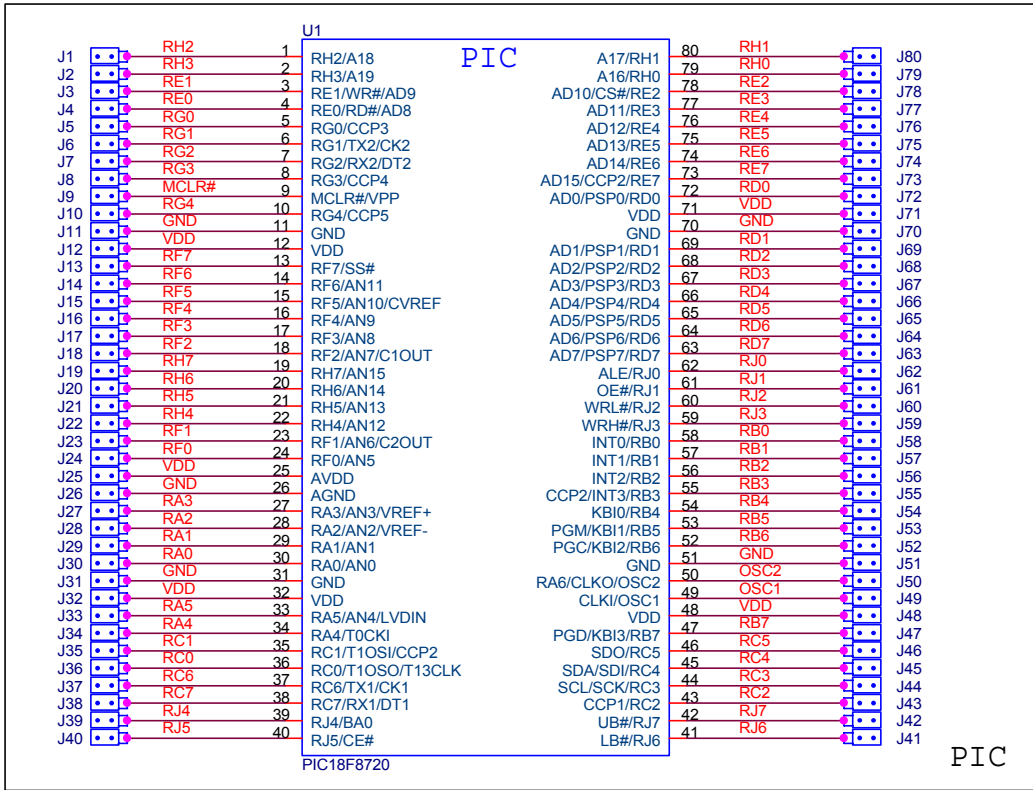 U1
PIC
J1 RH2 1 RH2/A18 A17/RH1 80 RH1 J80
J2 RH3 2 RH3/A19 A16/RH0 79 RH0 J79
J3 RE1 3 RE1/WR#/AD9 AD10/CS#/RE2 78 RE2 J78
J4 RE0 4 RE0/RD#/AD8 AD11/RE3 77 RE3 J77
J5 RG0 5 RG0/CCP3 AD12/RE4 76 RE4 J76
J6 RG1 6 RG1/TX2/CK2 AD13/RE5 75 RE5 J75
J7 RG2 7 RG2/RX2/DT2 AD14/RE6 74 RE6 J74
J8 RG3 8 RG3/CCP4 AD15/CCP2/RE7 73 RE7 J73
J9 MCLR# 9 MCLR#/VPP AD0/PSP0/RD0 72 RD0 J72
J10 RG4 10 RG4/CCP5 VDD 71 VDD J71
J11 GND 11 GND GND 70 GND J70
J12 VDD 12 VDD AD1/PSP1/RD1 69 RD1 J69
J13 RF7 13 RF7/SS# AD2/PSP2/RD2 68 RD2 J68
J14 RF6 14 RF6/AN11 AD3/PSP3/RD3 67 RD3 J67
J15 RF5 15 RF5/AN10/CVREF AD4/PSP4/RD4 66 RD4 J66
J16 RF4 16 RF4/AN9 AD5/PSP5/RD5 65 RD5 J65
J17 RF3 17 RF3/AN8 AD6/PSP6/RD6 64 RD6 J64
J18 RF2 18 RF2/AN7/C1OUT AD7/PSP7/RD7 63 RD7 J63
J19 RH7 19 RH7/AN15 ALE/RJ0 62 RJ0 J62
J20 RH6 20 RH6/AN14 OE#/RJ1 61 RJ1 J61
J21 RH5 21 RH5/AN13 WRL#/RJ2 60 RJ2 J60
J22 RH4 22 RH4/AN12 WRH#/RJ3 59 RJ3 J59
J23 RF1 23 RF1/AN6/C2OUT INT0/RB0 58 RB0 J58
J24 RF0 24 RF0/AN5 INT1/RB1 57 RB1 J57
J25 VDD 25 AVDD INT2/RB2 56 RB2 J56
J26 GND 26 AGND CCP2/INT3/RB3 55 RB3 J55
J27 RA3 27 RA3/AN3/VREF+ KBI0/RB4 54 RB4 J54
J28 RA2 28 RA2/AN2/VREF- PGM/KBI1/RB5 53 RB5 J53
J29 RA1 29 RA1/AN1 PGC/KBI2/RB6 52 RB6 J52
J30 RA0 30 RA0/AN0 GND 51 GND J51
J31 GND 31 GND RA6/CLKO/OSC2 50 OSC2 J50
J32 VDD 32 VDD CLKI/OSC1 49 OSC1 J49
J33 RA5 33 RA5/AN4/LVDIN VDD 48 VDD J48
J34 RA4 34 RA4/T0CKI PGD/KBI3/RB7 47 RB7 J47
J35 RC1 35 RC1/T1OSI/CCP2 SDO/RC5 46 RC5 J46
J36 RC0 36 RC0/T1OSO/T13CLK SDA/SDI/RC4 45 RC4 J45
J37 RC6 37 RC6/TX1/CK1 SCL/SCK/RC3 44 RC3 J44
J38 RC7 38 RC7/RX1/DT1 CCP1/RC2 43 RC2 J43
J39 RJ4 39 RJ4/BA0 UB#/RJ7 42 RJ7 J42
J40 RJ5 40 RJ5/CE# LB#/RJ6 41 RJ6 J41
PIC18F8720
PIC